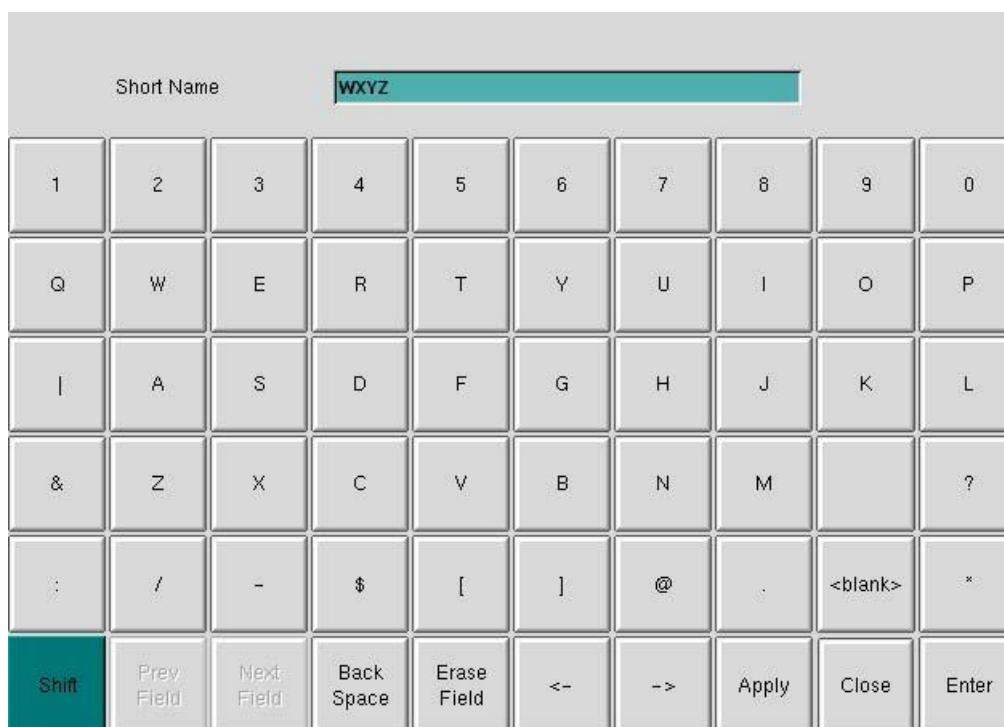 Short Name WXYZ
1 2 3 4 5 6 7 8 9 0
Q W E R T Y U I O P
| A S D F G H J K L
& Z X C V B N M ?
: / - $ [ ] @ . <blank> *
Shift Prev Field Next Field Back Space Erase Field <- -> Apply Close Enter